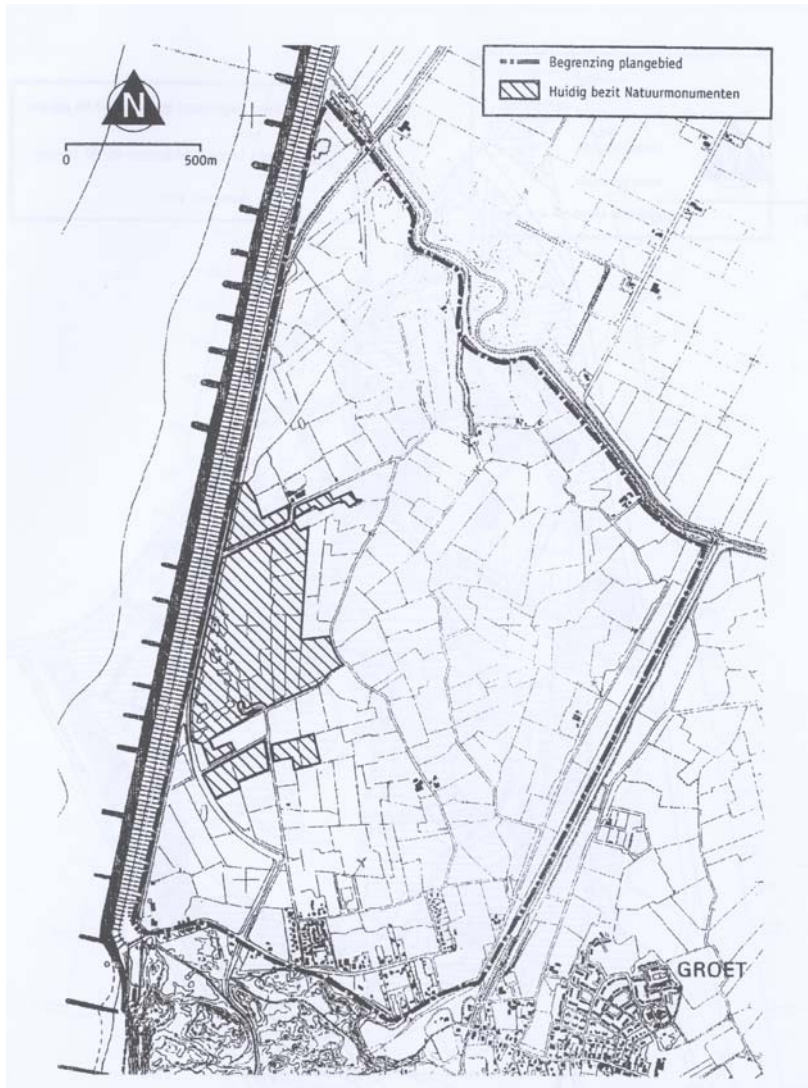 Begrenzing plangebied
Huidig bezit Natuurmonumenten
N
0 500m
GROET